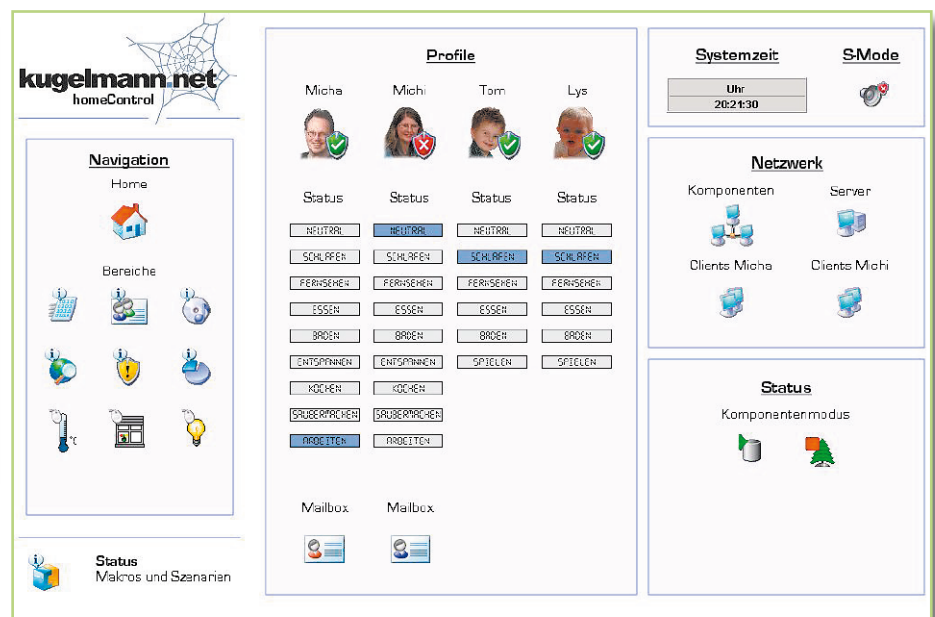 kugelmann.net
homeControl
Navigation
Home
Bereiche
°C
Status
Makros und Szenarien
Profile
Micha Michi Tom Lys
Status Status Status Status
NEUTRAL NEUTRAL NEUTRAL NEUTRAL
SCHLAFEN SCHLAFEN SCHLAFEN SCHLAFEN
FERNSEHEN FERNSEHEN FERNSEHEN FERNSEHEN
ESSEN ESSEN ESSEN ESSEN
BADEN BADEN BADEN BADEN
ENTSPANNEN ENTSPANNEN SPIELEN SPIELEN
KOCHEN KOCHEN
SAUBERMACHEN SAUBERMACHEN
ARBEITEN ARBEITEN
Mailbox Mailbox
Systemzeit S-Mode
Uhr
20:21:30
Netzwerk
Komponenten Server
Clients Micha Clients Michi
Status
Komponentenmodus